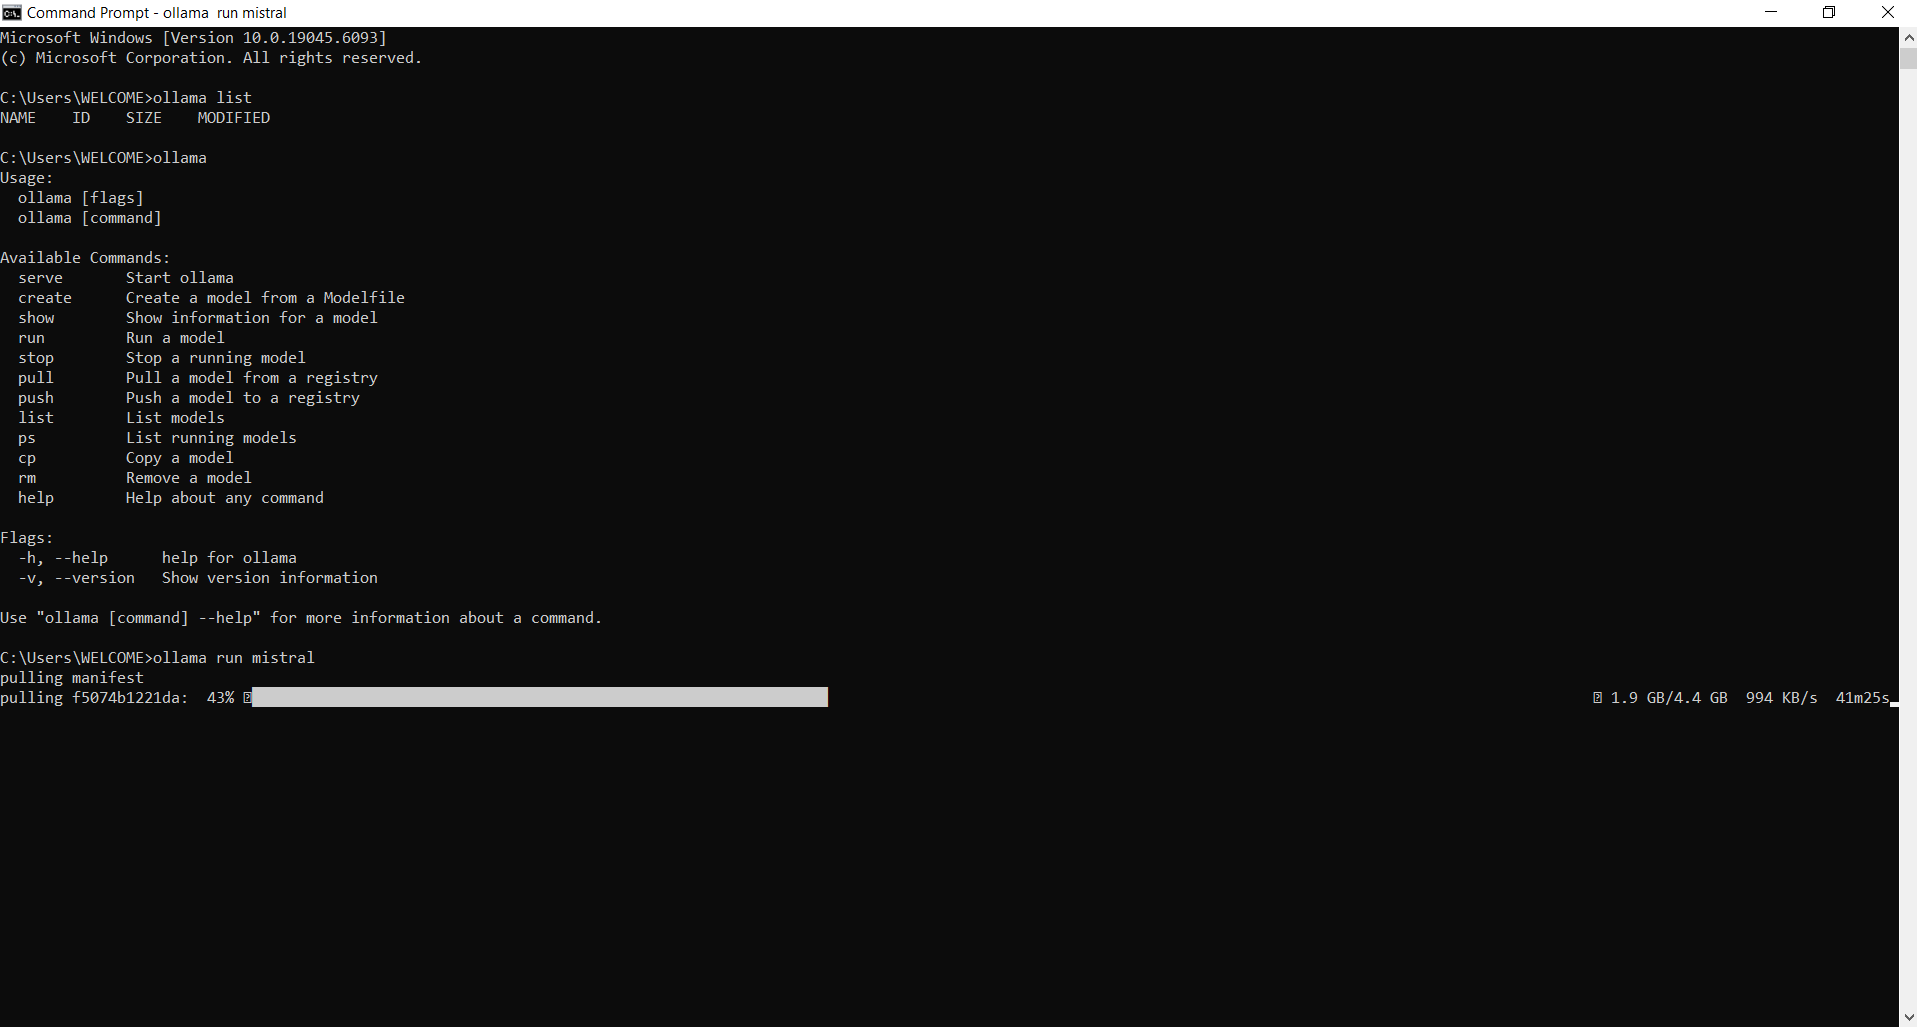 Command Prompt - ollama  run mistral
Microsoft Windows [Version 10.0.19045.6093]
(c) Microsoft Corporation. All rights reserved.
C:\Users\WELCOME>ollama list
NAME    ID    SIZE    MODIFIED
C:\Users\WELCOME>ollama
Usage:
  ollama [flags]
  ollama [command]
Available Commands:
  serve       Start ollama
  create      Create a model from a Modelfile
  show        Show information for a model
  run         Run a model
  stop        Stop a running model
  pull        Pull a model from a registry
  push        Push a model to a registry
  list        List models
  ps          List running models
  cp          Copy a model
  rm          Remove a model
  help        Help about any command
Flags:
  -h, --help      help for ollama
  -v, --version   Show version information
Use "ollama [command] --help" for more information about a command.
C:\Users\WELCOME>ollama run mistral
pulling manifest
pulling f5074b1221da:  43% 1.9 GB/4.4 GB  994 KB/s  41m25s